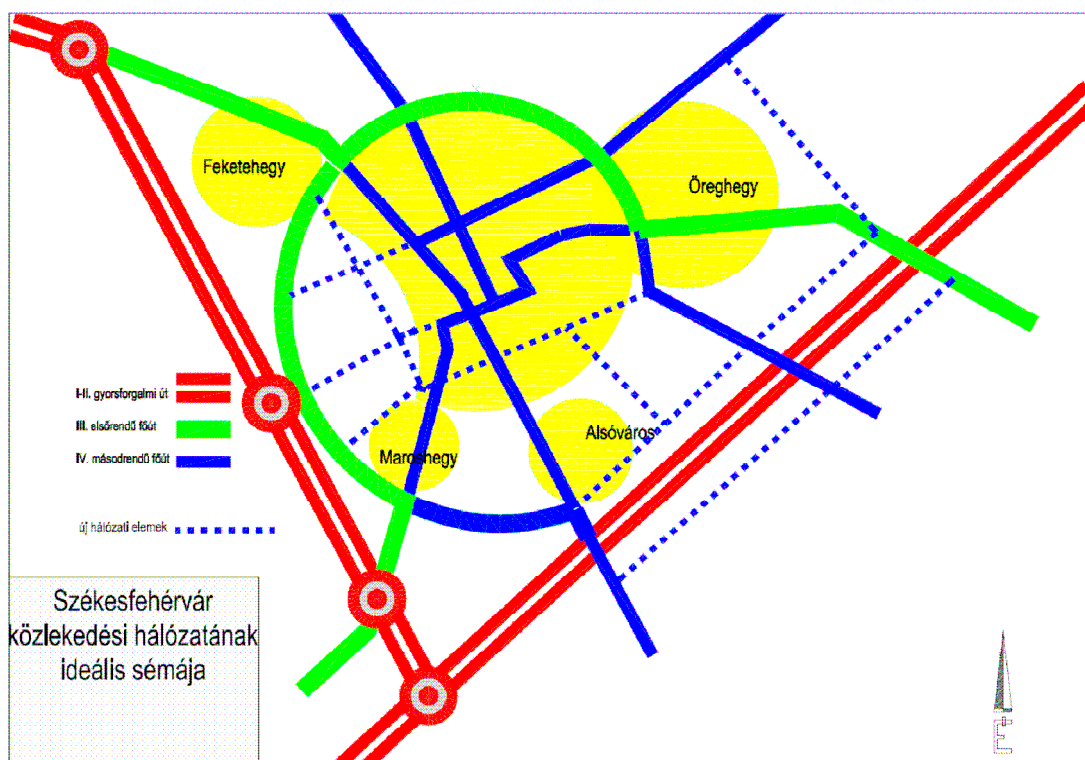 Feketehegy
Öreghegy
I-II. gyorsforgalmi út
III. elsőrendű főút
IV. másodrendű főút
Alsóváros
Maroshegy
új hálózati elemek
Székesfehérvár
közlekedési hálózatának
ideális sémája
É